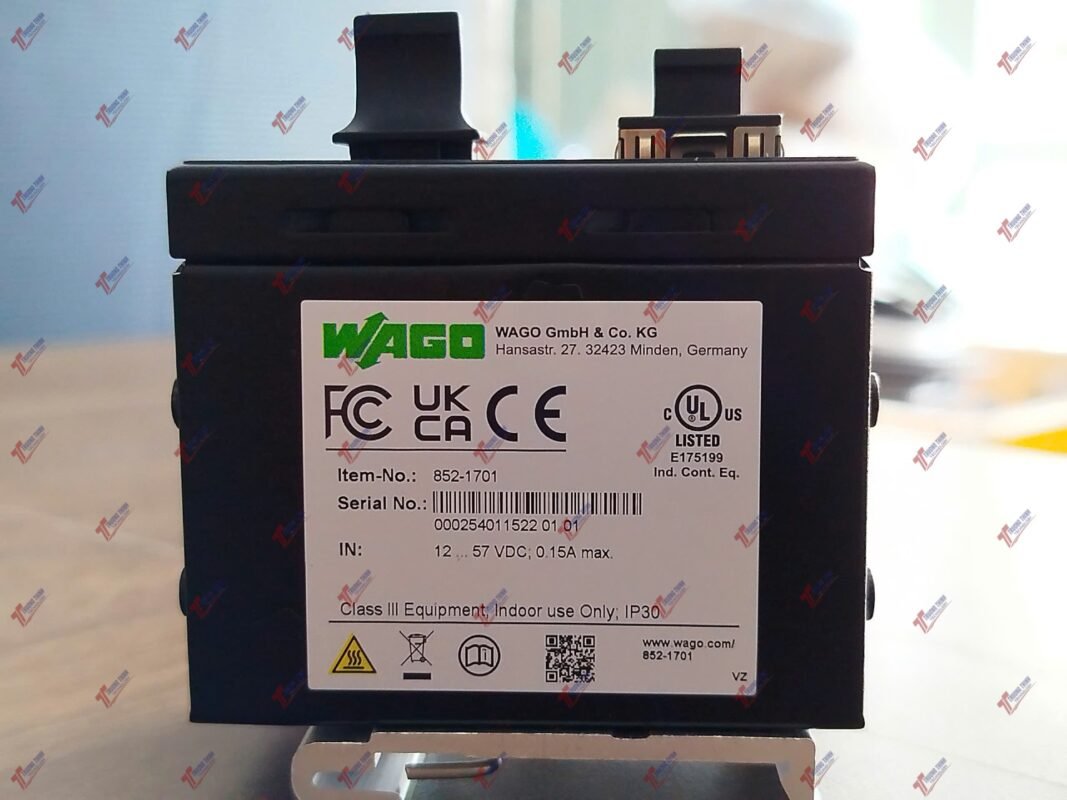 WAGO
WAGO GmbH & Co. KG
Hansastr. 27. 32423 Minden, Germany
FC UK CA CE
C UL US
LISTED
E175199
Ind. Cont. Eq.
Item-No.: 852-1701
Serial No.:
000254011522 01 01
IN: 12 ... 57 VDC; 0.15A max.
Class III Equipment, Indoor use Only; IP30
www.wago.com/
852-1701
VZ
TRUONG THINH